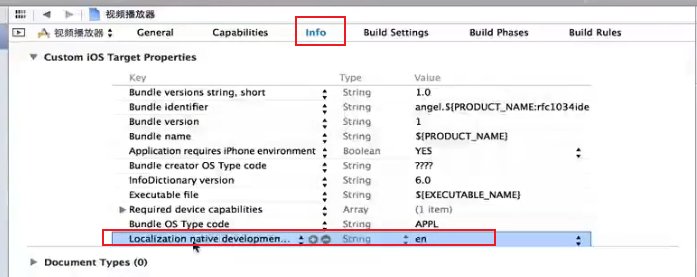 视频播放器
视频播放器 General Capabilities Info Build Settings Build Phases Build Rules
Custom iOS Target Properties
Key Type Value
Bundle versions string, short String 1.0
Bundle identifier String angel.${PRODUCT_NAME:rfc1034ide
Bundle version String 1
Bundle name String ${PRODUCT_NAME}
Application requires iPhone environment Boolean YES
Bundle creator OS Type code String ????
InfoDictionary version String 6.0
Executable file String ${EXECUTABLE_NAME}
Required device capabilities Array (1 item)
Bundle OS Type code String APPL
Localization native developmen... String en
Document Types (0)